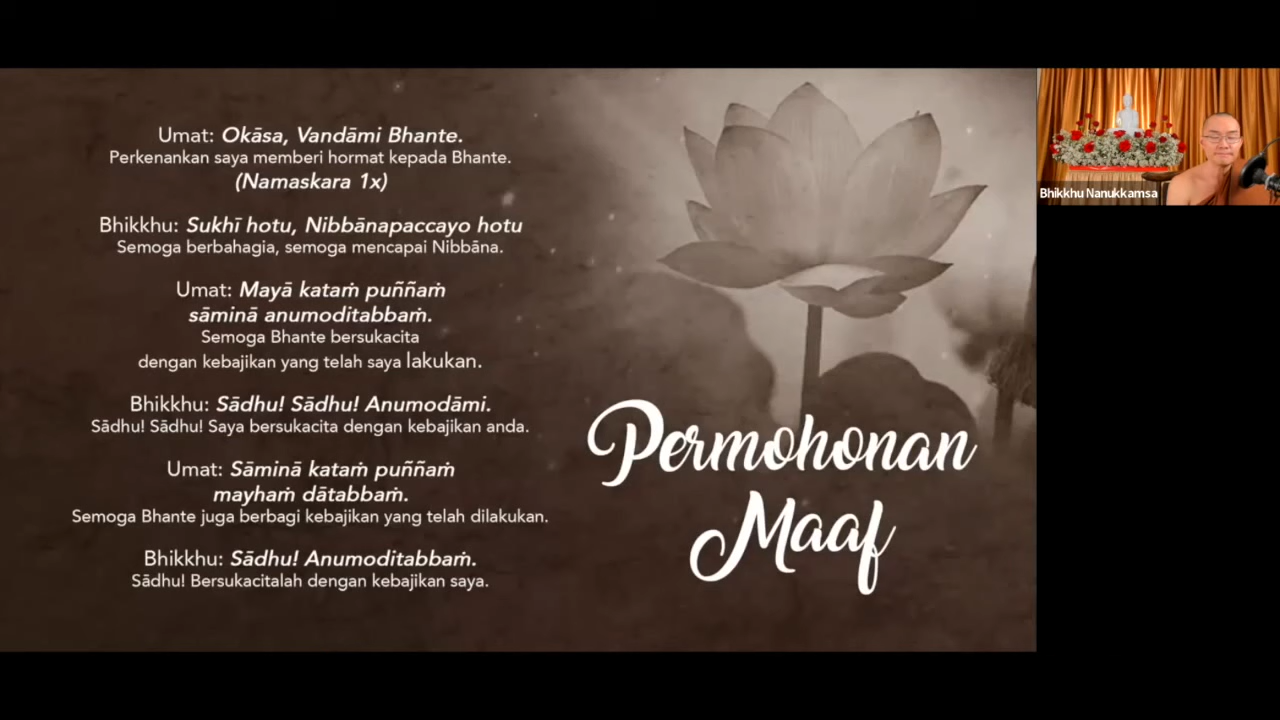 Umat: Okāsa, Vandāmi Bhante.
Perkenankan saya memberi hormat kepada Bhante.
(Namaskara 1x)
Bhikkhu: Sukhī hotu, Nibbānapaccayo hotu
Semoga berbahagia, semoga mencapai Nibbāna.
Umat: Mayā kataṁ puññaṁ
sāminā anumoditabbaṁ.
Semoga Bhante bersukacita
dengan kebajikan yang telah saya lakukan.
Bhikkhu: Sādhu! Sādhu! Anumodāmi.
Sādhu! Sādhu! Saya bersukacita dengan kebajikan anda.
Umat: Sāminā kataṁ puññaṁ
mayhaṁ dātabbaṁ.
Semoga Bhante juga berbagi kebajikan yang telah dilakukan.
Bhikkhu: Sādhu! Anumoditabbaṁ.
Sādhu! Bersukacitalah dengan kebajikan saya.
Permohonan
Maaf
Bhikkhu Nanukkamsa